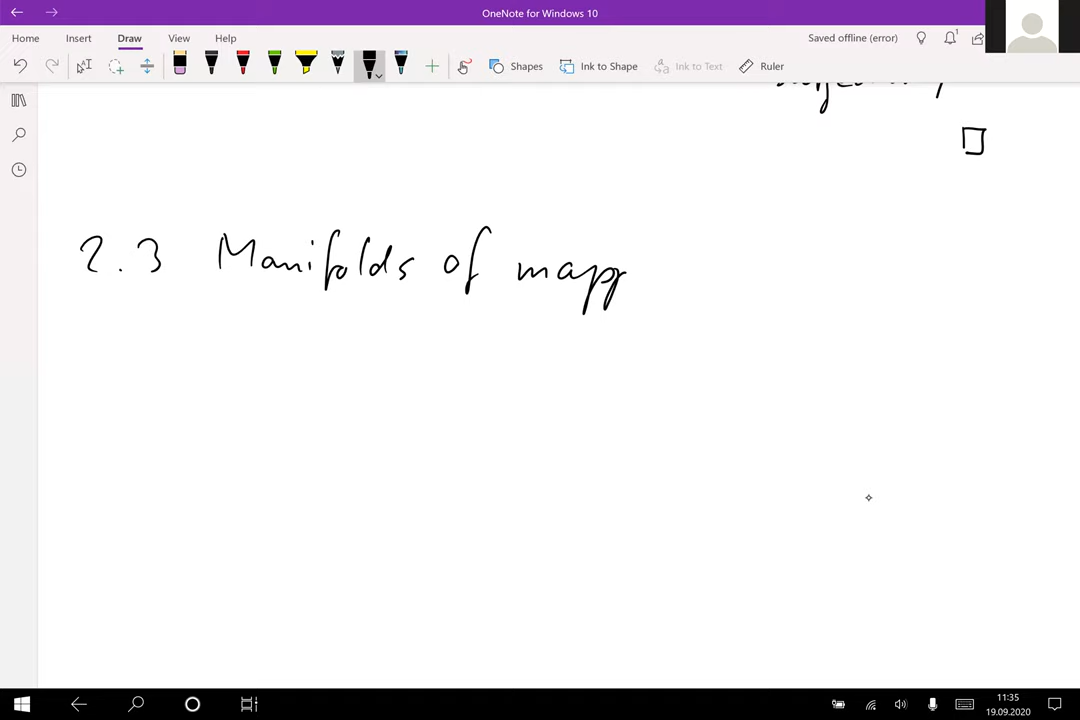 OneNote for Windows 10
Home Insert Draw View Help Saved offline (error) 1
Shapes Ink to Shape Ink to Text Ruler
2.3 Manifolds of mapp
11:35
19.09.2020